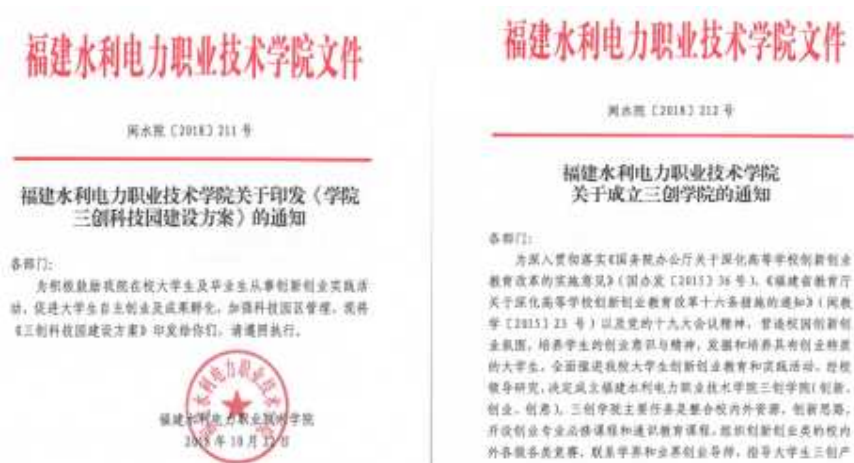 福建水利电力职业技术学院文件
闽水院〔2018〕211 号
福建水利电力职业技术学院关于印发《学院
三创科技园建设方案》的通知
各部门:
为积极鼓励我院在校大学生及毕业生从事创新创业实践活
动,促进大学生自主创业及成果孵化,加强科技园区管理,现将
《三创科技园建设方案》印发给你们,请遵照执行。
福建水利电力职业技术学院
2018 年 10 月 日
福建水利电力职业技术学院文件
闽水院〔2018〕212 号
福建水利电力职业技术学院
关于成立三创学院的通知
各部门:
为深入贯彻落实《国务院办公厅关于深化高等学校创新创业
教育改革的实施意见》(国办发〔2015〕36 号)、《福建省教育厅
关于深化高等学校创新创业教育改革十六条措施的通知》(闽教
学〔2015〕23 号)以及党的十九大会议精神,营造校园创新创
业氛围,培养学生的创业意识与精神,发掘和培养具有创业特质
的大学生,全面推进我校大学生创新创业教育和实践活动,经校
领导研究,决定成立福建水利电力职业技术学院三创学院(创新、
创业、创意)。三创学院主要任务是整合校内外资源,创新思路,
开设创业专业必修课程和通识教育课程,组织创新创业类的校内
外各级各类竞赛,联系学界和业界创业导师,指导大学生三创产